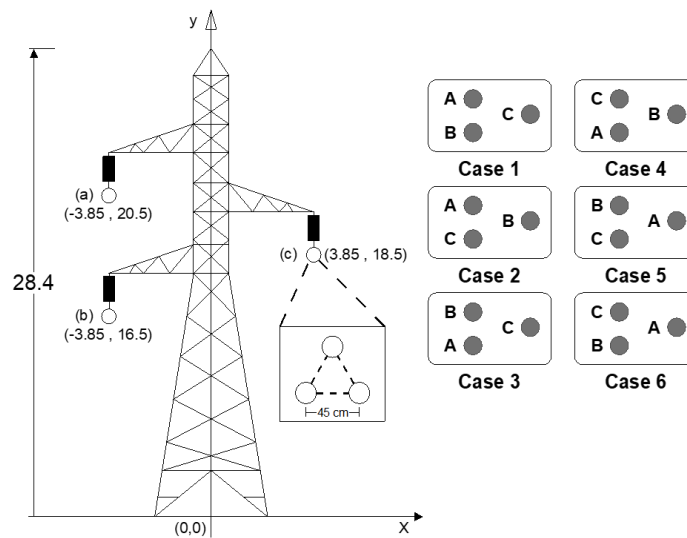 y
28.4
(a)
(-3.85 , 20.5)
(c)
(3.85 , 18.5)
(b)
(-3.85 , 16.5)
45 cm
(0,0)
X
A
B
C
Case 1
C
A
B
Case 4
A
C
B
Case 2
B
C
A
Case 5
B
A
C
Case 3
C
B
A
Case 6